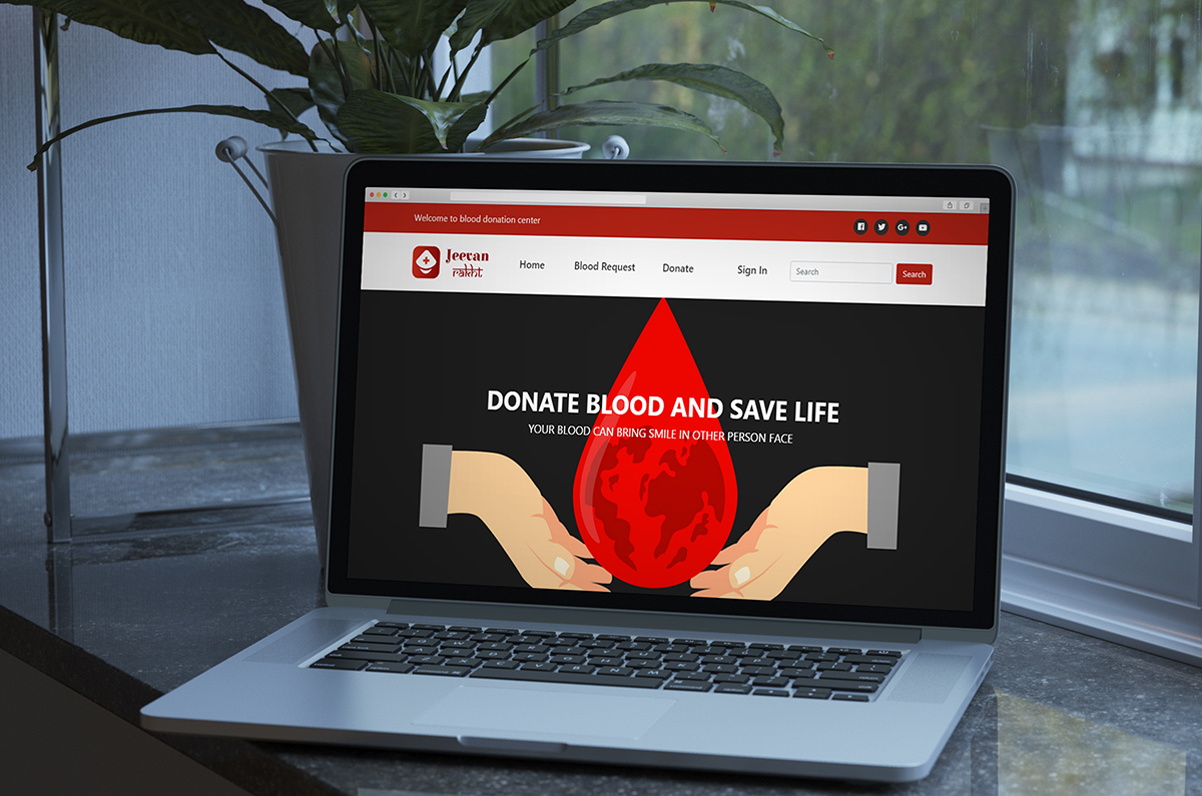 Welcome to blood donation center
Jeevan
rakht
Home
Blood Request
Donate
Sign In
Search
Search
DONATE BLOOD AND SAVE LIFE
YOUR BLOOD CAN BRING SMILE IN OTHER PERSON FACE